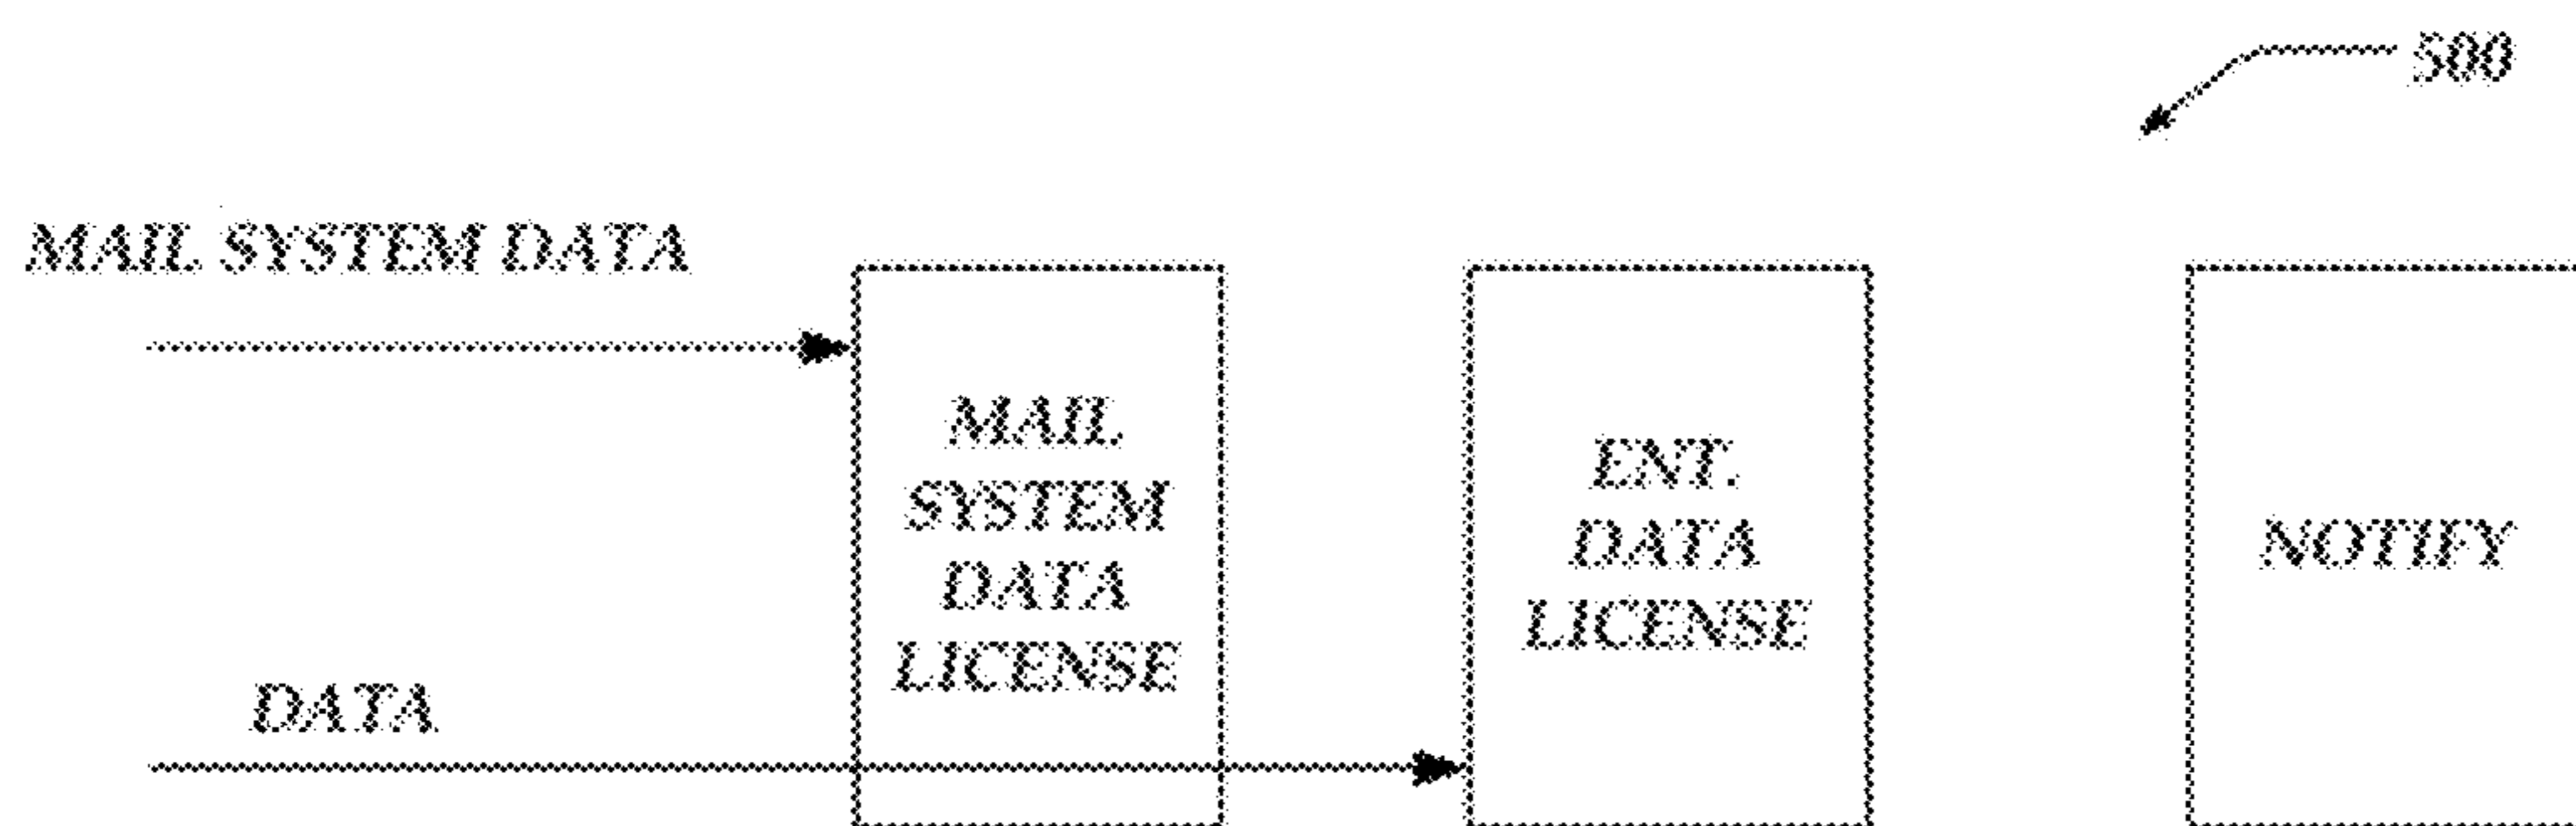 500
MAIL SYSTEM DATA
MAIL
SYSTEM
DATA
LICENSE
ENT.
DATA
LICENSE
NOTIFY
DATA